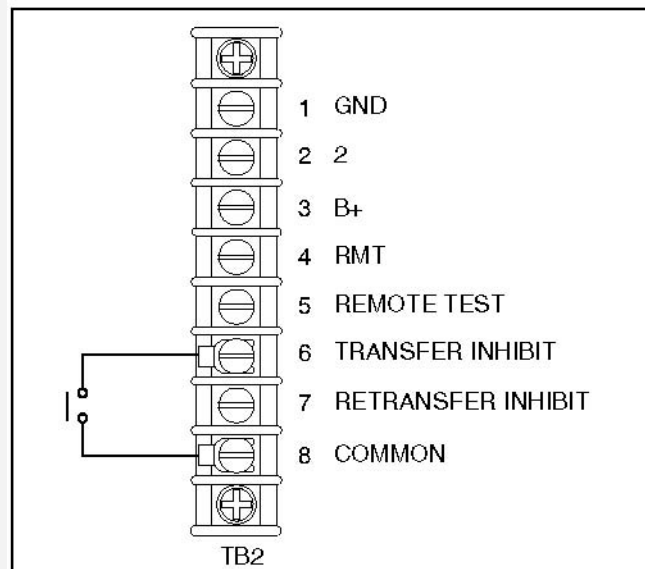 1 GND
2 2
3 B+
4 RMT
5 REMOTE TEST
6 TRANSFER INHIBIT
7 RETRANSFER INHIBIT
8 COMMON
TB2